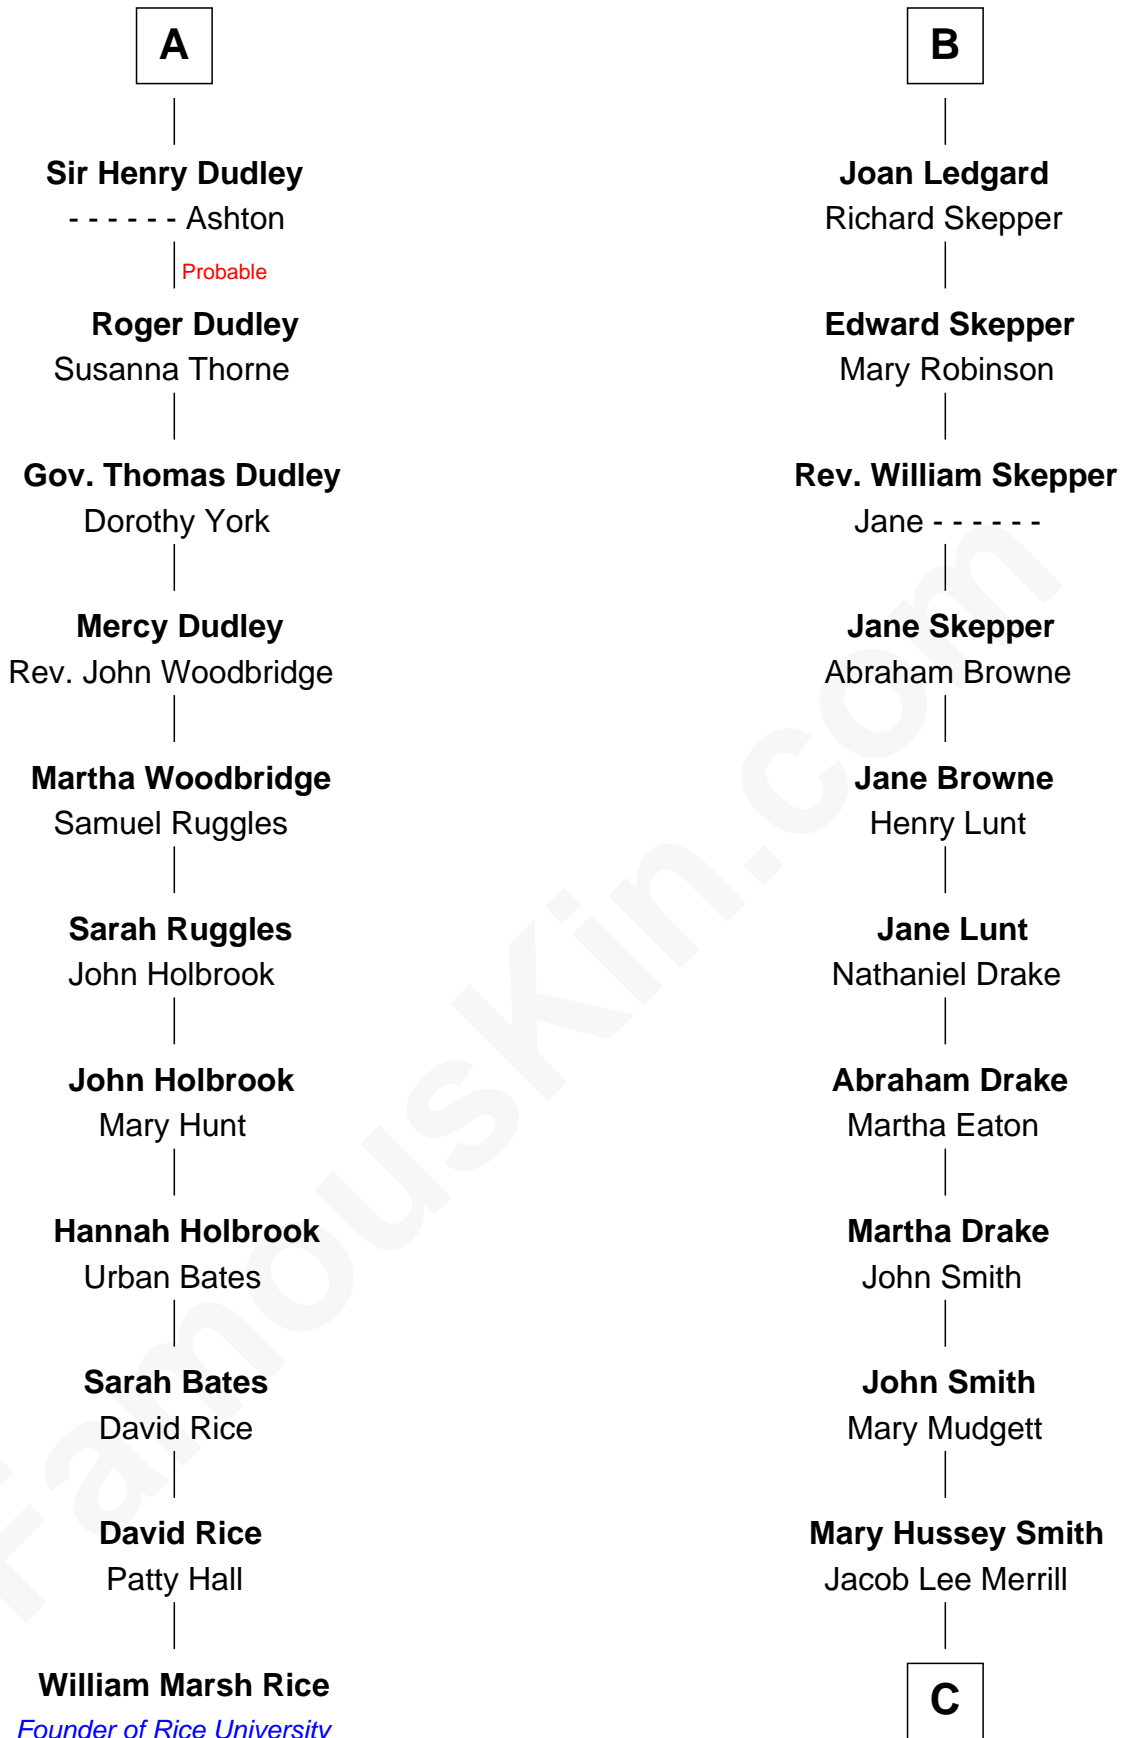 A
Sir Henry Dudley
- - - - - - Ashton
Probable
Roger Dudley
Susanna Thorne
Gov. Thomas Dudley
Dorothy York
Mercy Dudley
Rev. John Woodbridge
Martha Woodbridge
Samuel Ruggles
Sarah Ruggles
John Holbrook
John Holbrook
Mary Hunt
Hannah Holbrook
Urban Bates
Sarah Bates
David Rice
David Rice
Patty Hall
William Marsh Rice
Founder of Rice University
B
Joan Ledgard
Richard Skepper
Edward Skepper
Mary Robinson
Rev. William Skepper
Jane - - - - - -
Jane Skepper
Abraham Browne
Jane Browne
Henry Lunt
Jane Lunt
Nathaniel Drake
Abraham Drake
Martha Eaton
Martha Drake
John Smith
John Smith
Mary Mudgett
Mary Hussey Smith
Jacob Lee Merrill
C
FamousKin.com